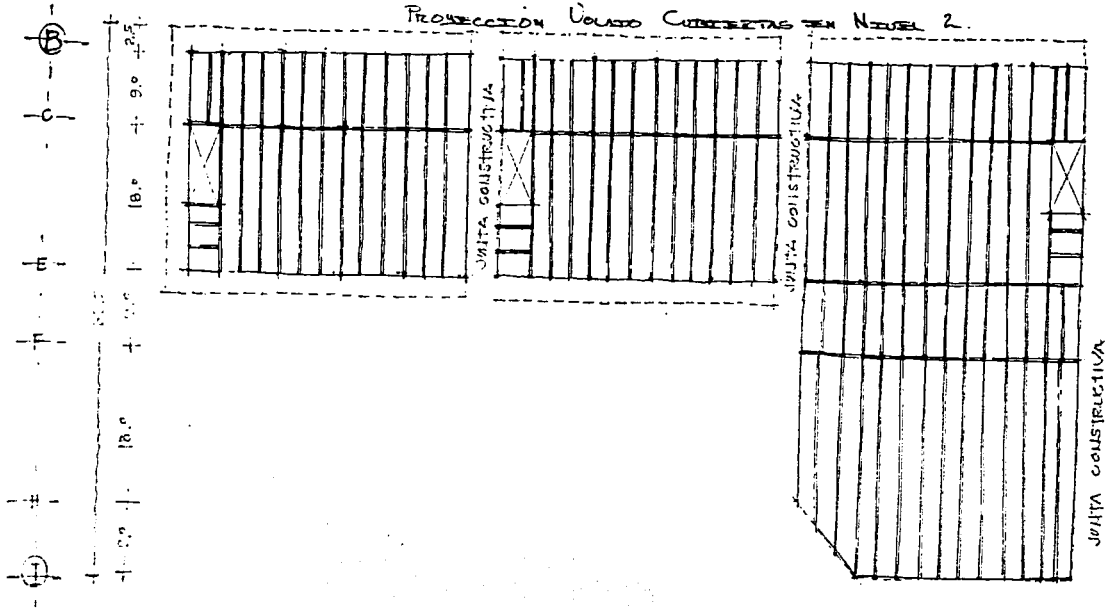 PROYECCIÓN VOLADO CUBIERTAS EN NIVEL 2.
B
2.5
9.0
C
18.0
JUNTA CONSTRUCTIVA
JUNTA CONSTRUCTIVA
E
F
18.0
H
JUNTA CONSTRUCTIVA
I